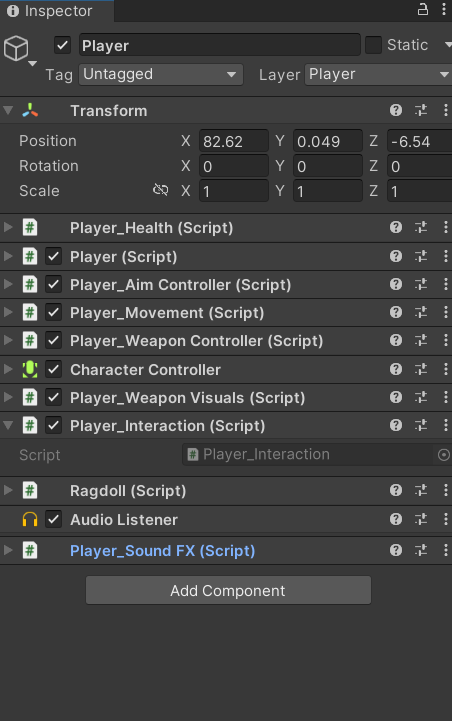 Inspector
Player Static
Tag Untagged Layer Player
Transform
Position X 82.62 Y 0.049 Z -6.54
Rotation X 0 Y 0 Z 0
Scale X 1 Y 1 Z 1
Player_Health (Script)
Player (Script)
Player_Aim Controller (Script)
Player_Movement (Script)
Player_Weapon Controller (Script)
Character Controller
Player_Weapon Visuals (Script)
Player_Interaction (Script)
Script # Player_Interaction
Ragdoll (Script)
Audio Listener
Player_Sound FX (Script)
Add Component